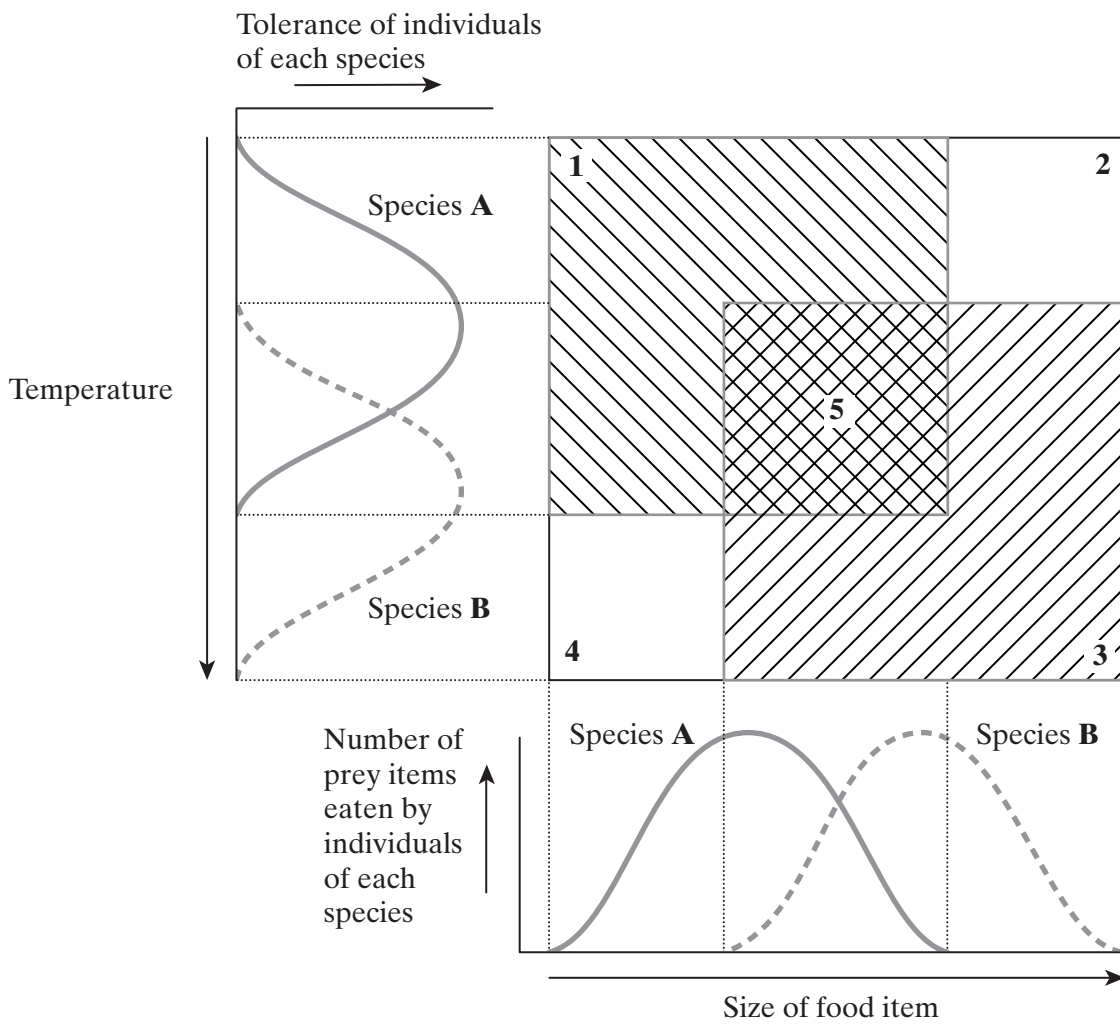 Tolerance of individuals
of each species
1
2
Species A
5
Temperature
Species B
4
3
Number of
prey items
eaten by
individuals
of each
species
Species A
Species B
Size of food item